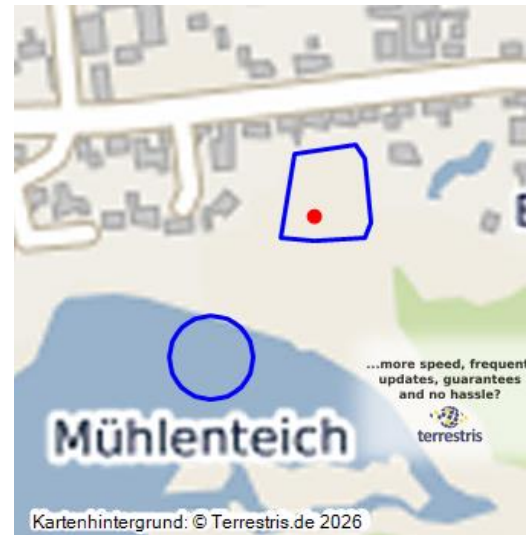 ...more speed, frequent
updates, guarantees
and no hassle?
terrestris
Mühlenteich
Kartenhintergrund: © Terrestris.de 2026